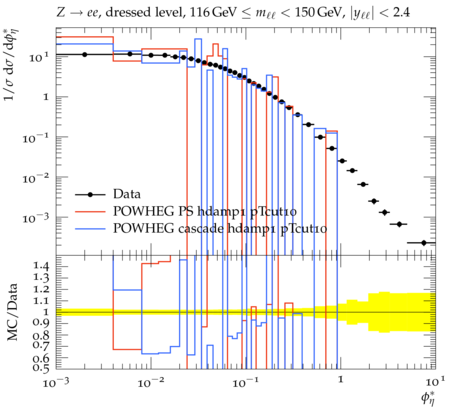 Z → ee, dressed level, 116 GeV ≤ mℓℓ < 150 GeV, |yℓℓ| < 2.4
1/σ dσ/dϕ*η
10¹
1
10⁻¹
10⁻²
10⁻³
Data
POWHEG PS hdamp1 pTcut10
POWHEG cascade hdamp1 pTcut10
MC/Data
1.4
1.3
1.2
1.1
1
0.9
0.8
0.7
0.6
0.5
10⁻³ 10⁻² 10⁻¹ 1 10¹
ϕ*η